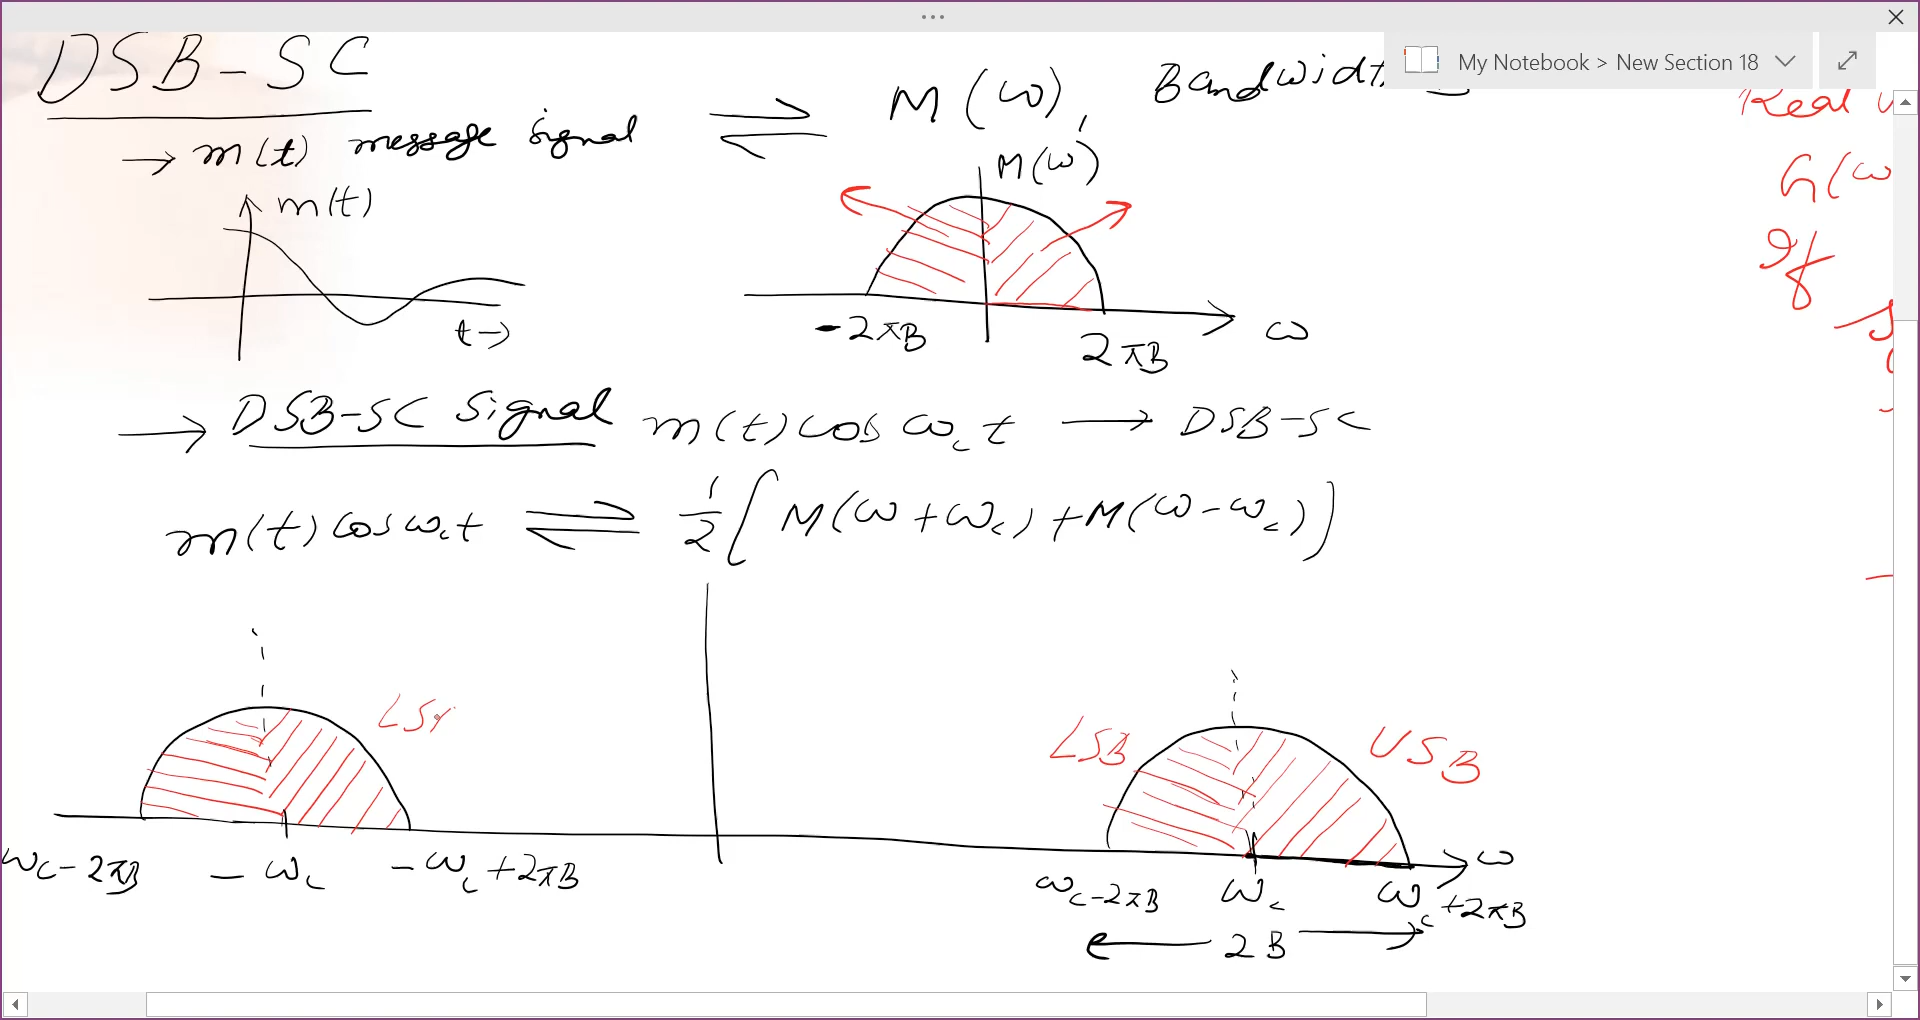 ...
My Notebook > New Section 18
DSB-SC
→ m(t) message signal ⇌ M(ω), Bandwidt
Real
m(t)
M(ω)
G(ω
If
t→
-2πB
2πB
ω
→ DSB-SC Signal m(t) cos ω_c t → DSB-SC
m(t) cos ω_c t ⇌ 1/2 [M(ω+ω_c) + M(ω-ω_c)]
LS
LSB
USB
ω_c-2πB
-ω_c
-ω_c+2πB
ω_c-2πB
ω_c
ω_c+2πB
ω
2B